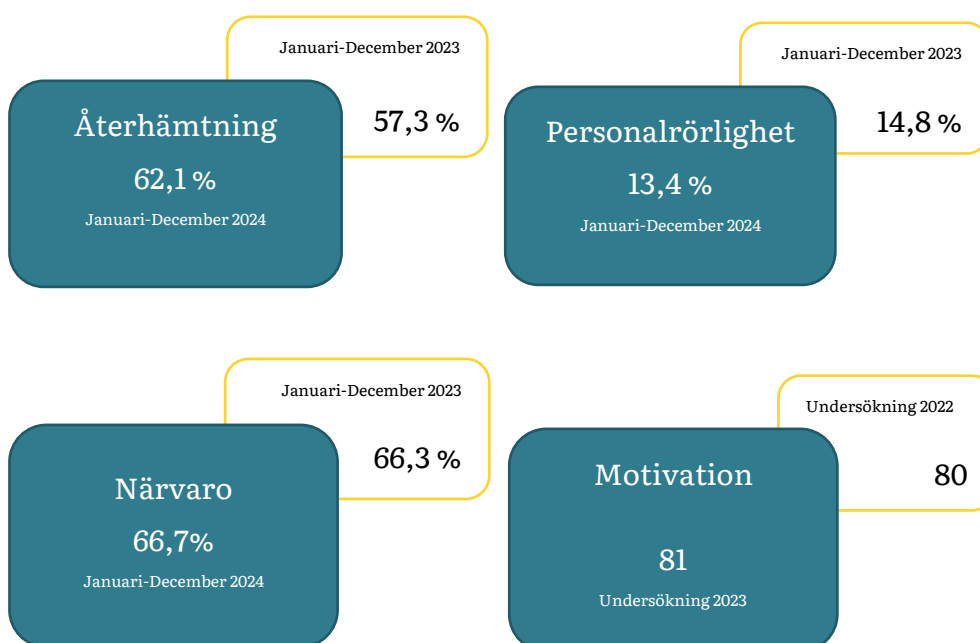 Januari-December 2023
57,3 %
Återhämtning
62,1 %
Januari-December 2024
Januari-December 2023
14,8 %
Personalrörlighet
13,4 %
Januari-December 2024
Januari-December 2023
66,3 %
Närvaro
66,7%
Januari-December 2024
Undersökning 2022
80
Motivation
81
Undersökning 2023